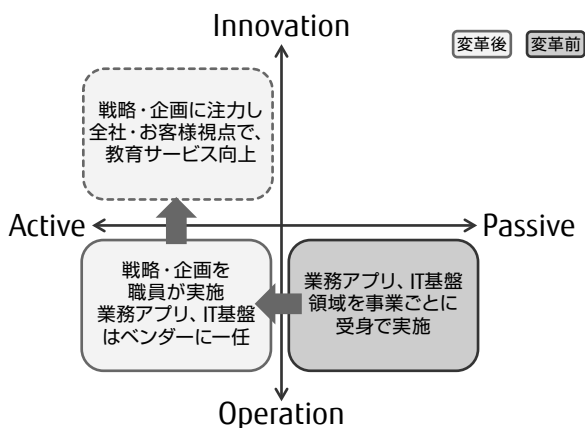 Innovation
変革後
変革前
戦略・企画に注力し
全社・お客様視点で、
教育サービス向上
Active
Passive
戦略・企画を
職員が実施
業務アプリ、IT基盤
はベンダーに一任
業務アプリ、IT基盤
領域を事業ごとに
受身で実施
Operation